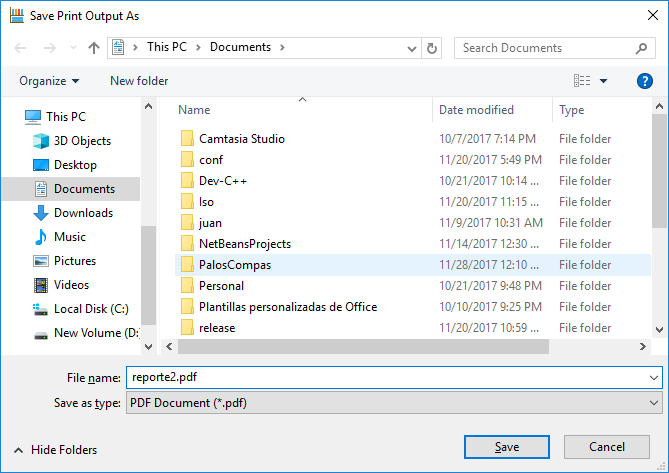 Save Print Output As
This PC > Documents >
Search Documents
Organize
New folder
?
Name
Date modified
Type
This PC
3D Objects
Desktop
Documents
Downloads
Music
Pictures
Videos
Local Disk (C:)
New Volume (D:
Camtasia Studio 10/7/2017 7:14 PM File folder
conf 11/20/2017 5:49 PM File folder
Dev-C++ 10/21/2017 10:14 ... File folder
Iso 11/20/2017 11:15 ... File folder
juan 11/9/2017 10:31 AM File folder
NetBeansProjects 11/14/2017 12:30 ... File folder
PalosCompas 11/28/2017 12:10 ... File folder
Personal 10/21/2017 9:48 PM File folder
Plantillas personalizadas de Office 10/10/2017 9:25 PM File folder
release 11/20/2017 10:59 ... File folder
File name: reporte2.pdf
Save as type: PDF Document (*.pdf)
Hide Folders
Save
Cancel